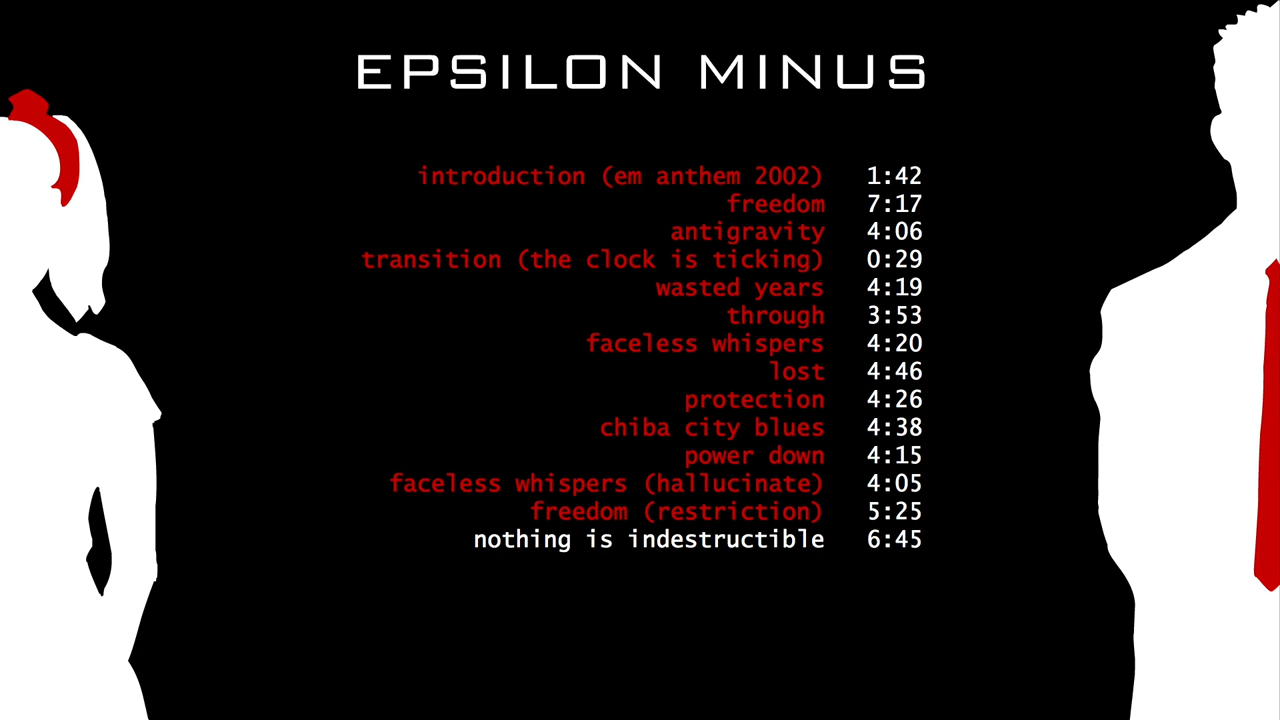 EPSILON MINUS
introduction (em anthem 2002) 1:42
freedom 7:17
antigravity 4:06
transition (the clock is ticking) 0:29
wasted years 4:19
through 3:53
faceless whispers 4:20
lost 4:46
protection 4:26
chiba city blues 4:38
power down 4:15
faceless whispers (hallucinate) 4:05
freedom (restriction) 5:25
nothing is indestructible 6:45